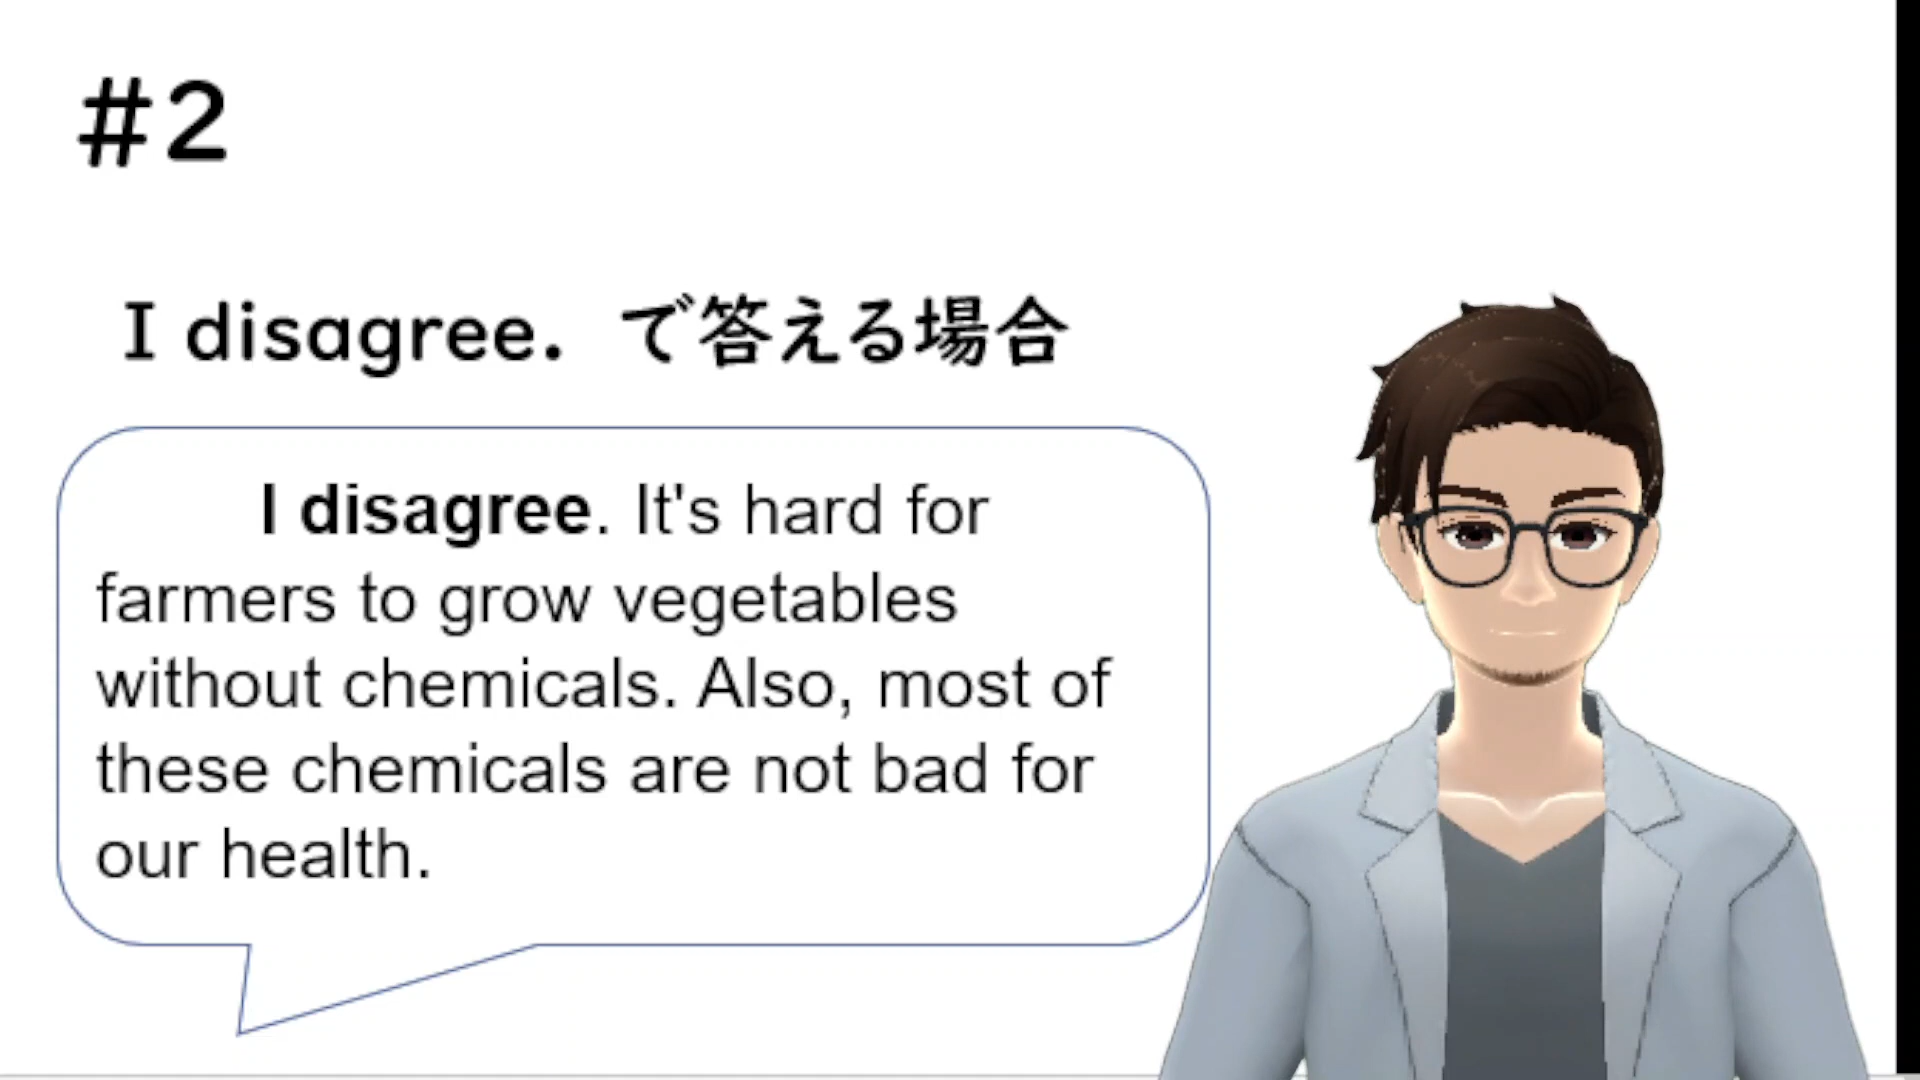 #2
I disagree. で答える場合
I disagree. It's hard for
farmers to grow vegetables
without chemicals. Also, most of
these chemicals are not bad for
our health.